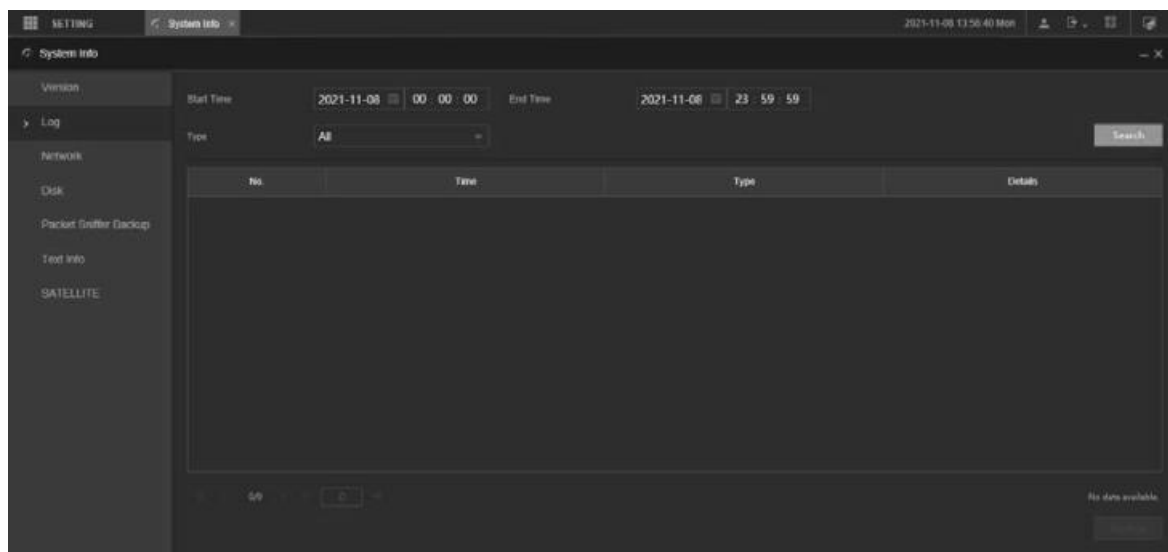 SETTING System Info × 2021-11-08 13:56:40 Mon
System Info
Version
Log
Network
Disk
Packet Sniffer Backup
Text Info
SATELLITE
Start Time 2021-11-08 00 : 00 : 00 End Time 2021-11-08 23 : 59 : 59
Type All
Search
No. Time Type Details
0/0 0
No data available.